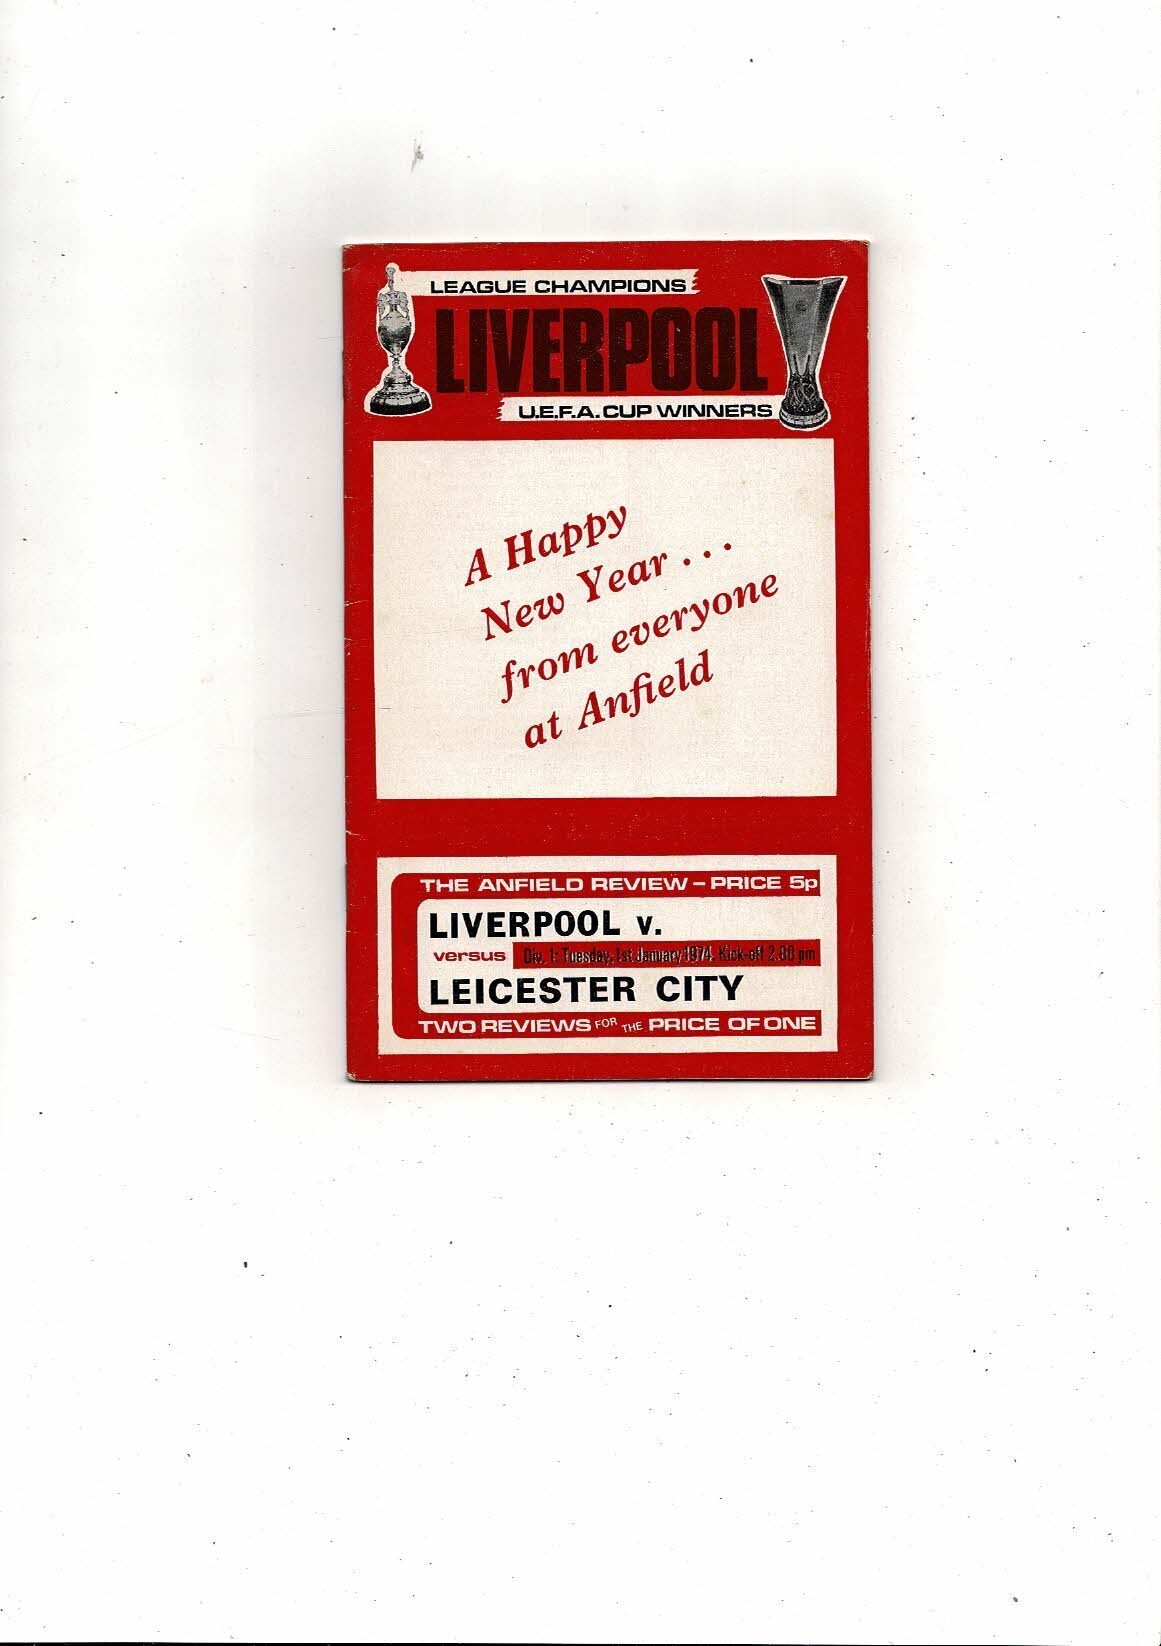 LEAGUE CHAMPIONS
LIVERPOOL
U.E.F.A. CUP WINNERS
A Happy
New Year . . .
from everyone
at Anfield
THE ANFIELD REVIEW – PRICE 5p
LIVERPOOL v.
versus Div. 1: Tuesday, 1st January 1974, Kick-off 2.00 pm
LEICESTER CITY
TWO REVIEWS FOR THE PRICE OF ONE